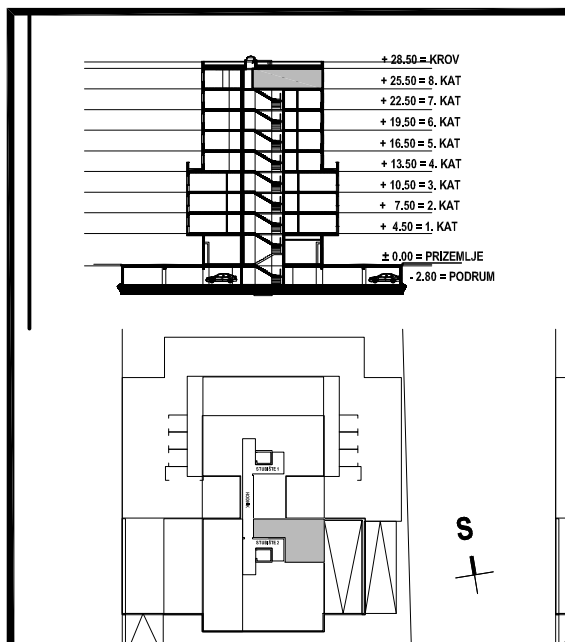 + 28.50 = KROV
+ 25.50 = 8. KAT
+ 22.50 = 7. KAT
+ 19.50 = 6. KAT
+ 16.50 = 5. KAT
+ 13.50 = 4. KAT
+ 10.50 = 3. KAT
+ 7.50 = 2. KAT
+ 4.50 = 1. KAT
± 0.00 = PRIZEMLJE
- 2.80 = PODRUM
STUBIŠTE 1
S
STUBIŠTE 2